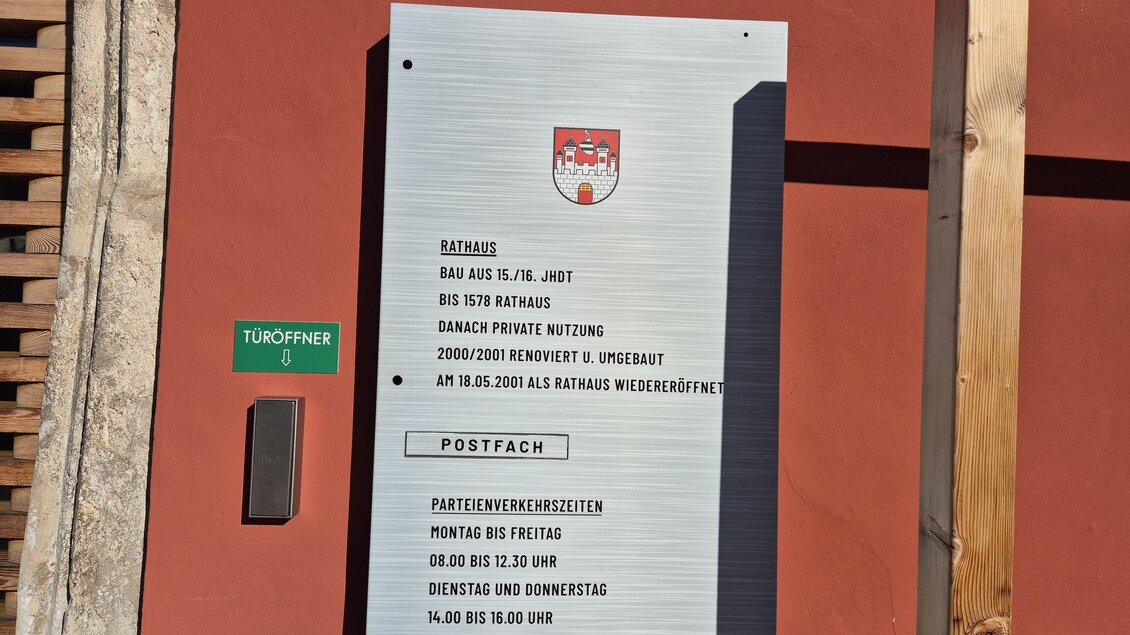 RATHAUS
BAU AUS 15./16. JHDT
BIS 1578 RATHAUS
DANACH PRIVATE NUTZUNG
2000/2001 RENOVIERT U. UMGEBAUT
AM 18.05.2001 ALS RATHAUS WIEDERERÖFFNET
TÜRÖFFNER
POSTFACH
PARTEIENVERKEHRSZEITEN
MONTAG BIS FREITAG
08.00 BIS 12.30 UHR
DIENSTAG UND DONNERSTAG
14.00 BIS 16.00 UHR